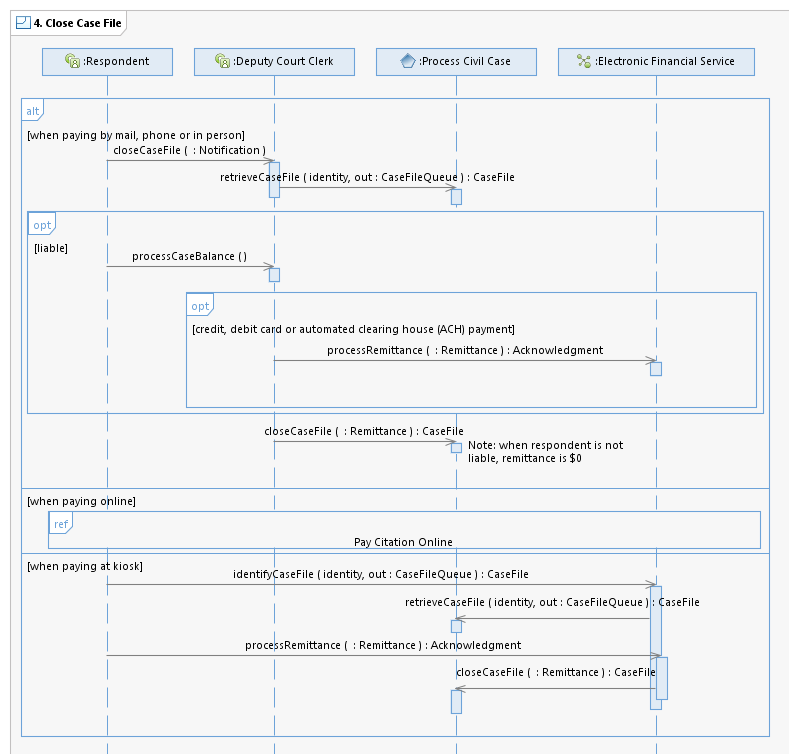 4. Close Case File
:Respondent
:Deputy Court Clerk
:Process Civil Case
:Electronic Financial Service
alt
[when paying by mail, phone or in person]
closeCaseFile ( : Notification )
retrieveCaseFile ( identity, out : CaseFileQueue ) : CaseFile
opt
[liable]
processCaseBalance ( )
opt
[credit, debit card or automated clearing house (ACH) payment]
processRemittance ( : Remittance ) : Acknowledgment
closeCaseFile ( : Remittance ) : CaseFile
Note: when respondent is not
liable, remittance is $0
[when paying online]
ref
Pay Citation Online
[when paying at kiosk]
identifyCaseFile ( identity, out : CaseFileQueue ) : CaseFile
retrieveCaseFile ( identity, out : CaseFileQueue ) : CaseFile
processRemittance ( : Remittance ) : Acknowledgment
closeCaseFile ( : Remittance ) : CaseFile